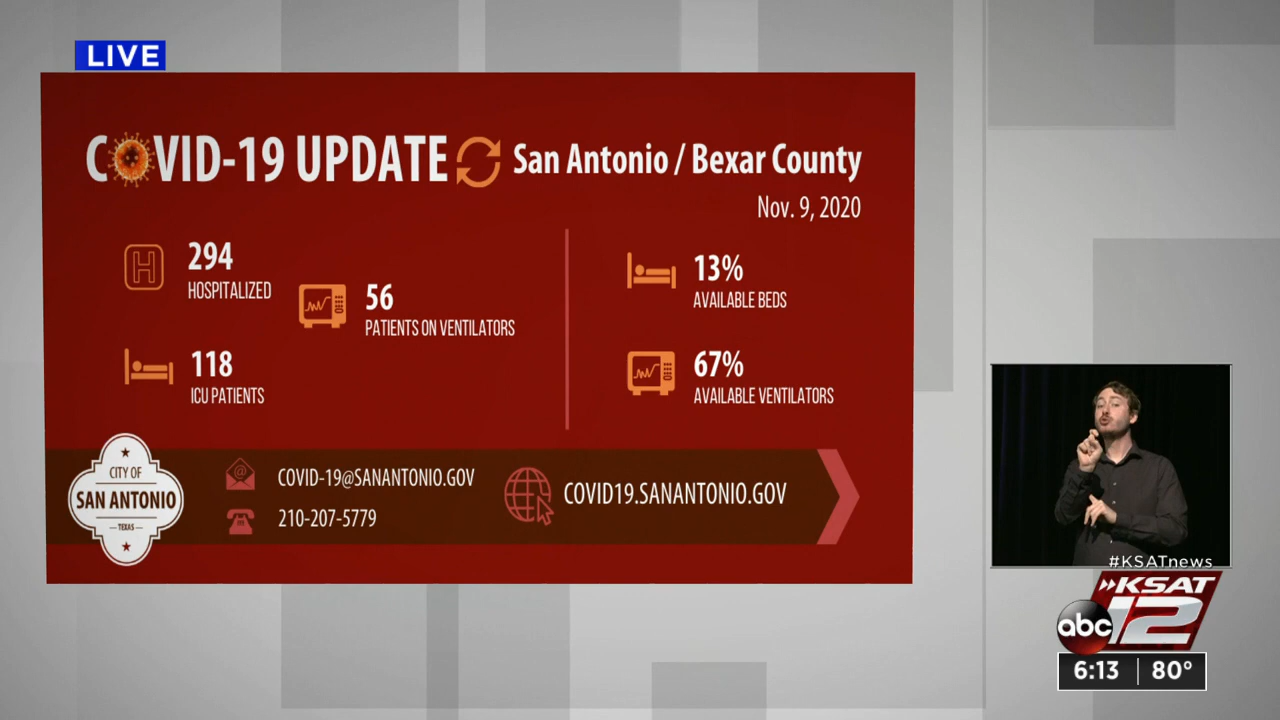 LIVE
COVID-19 UPDATE
San Antonio / Bexar County
Nov. 9, 2020
294
HOSPITALIZED
56
PATIENTS ON VENTILATORS
118
ICU PATIENTS
13%
AVAILABLE BEDS
67%
AVAILABLE VENTILATORS
CITY OF
SAN ANTONIO
TEXAS
COVID-19@SANANTONIO.GOV
210-207-5779
COVID19.SANANTONIO.GOV
#KSATnews
KSAT
abc 12
6:13 80°